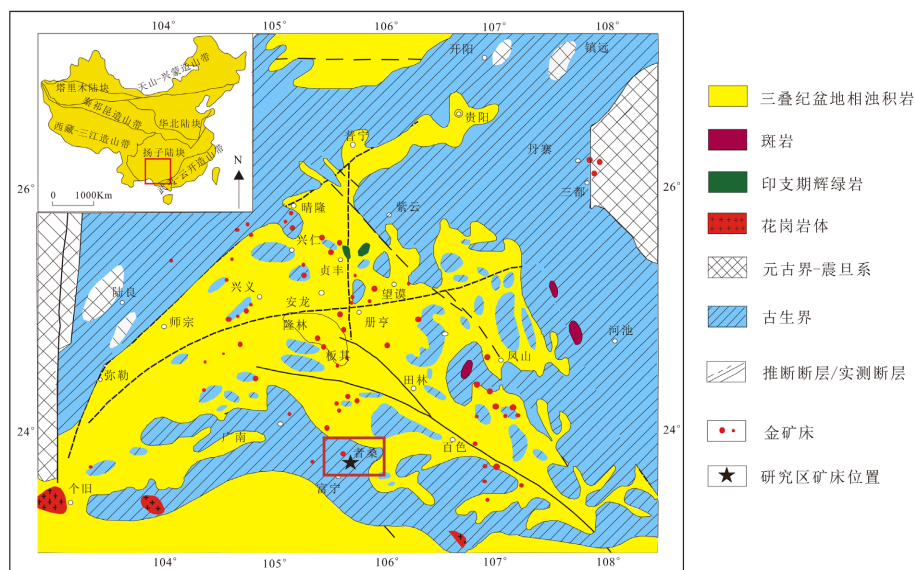 104°
105°
106°
107°
108°
天山-兴蒙造山带
塔里木陆块
秦祁昆造山带
华北陆块
西藏-三江造山带
扬子陆块
云开造山带
0 1000Km
N
26°
24°
开阳
镇远
贵阳
普宁
丹寨
三都
26°
晴隆
紫云
兴仁
贞丰
望谟
陆良
兴义
安龙
册亨
师宗
隆林
河池
板其
凤山
弥勒
田林
广南
者桑
百色
24°
个旧
富宁
104°
105°
106°
107°
108°
三叠纪盆地相浊积岩
斑岩
印支期辉绿岩
花岗岩体
元古界-震旦系
古生界
推断断层/实测断层
金矿床
研究区矿床位置